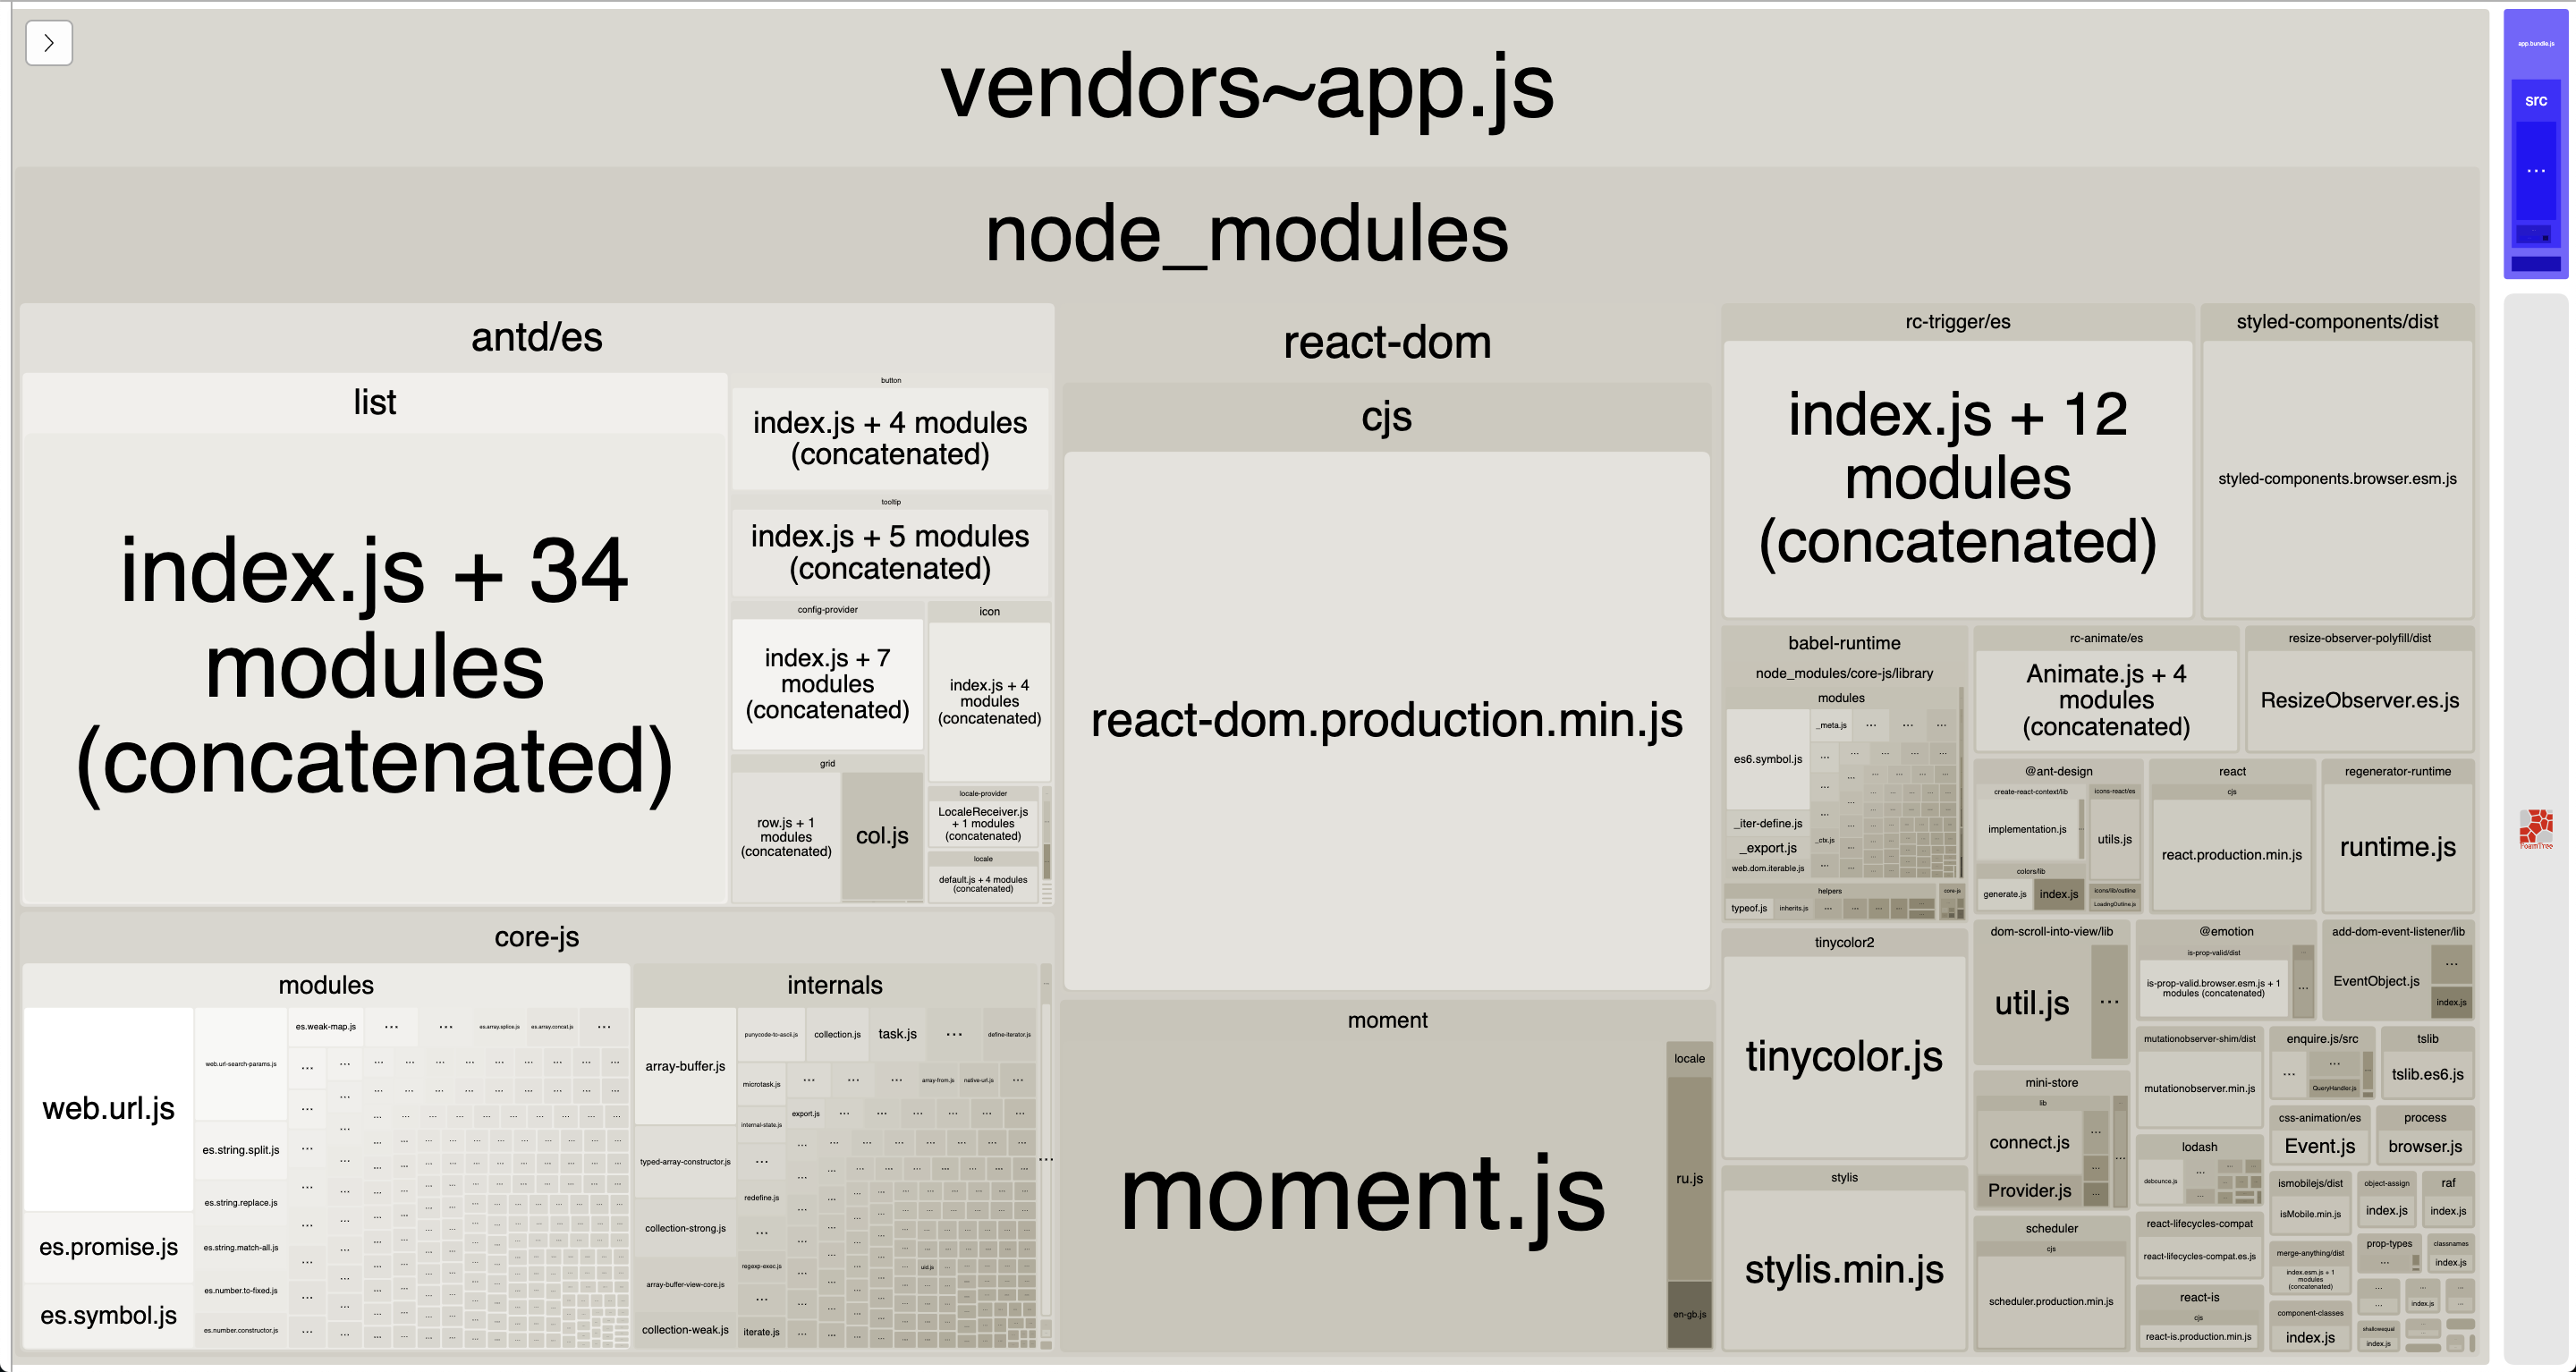 vendors~app.js
node_modules
antd/es
list
index.js + 34
modules
(concatenated)
button
index.js + 4 modules
(concatenated)
tooltip
index.js + 5 modules
(concatenated)
config-provider
index.js + 7
modules
(concatenated)
icon
index.js + 4
modules
(concatenated)
grid
row.js + 1
modules
(concatenated)
col.js
locale-provider
LocaleReceiver.js
+ 1 modules
(concatenated)
locale
default.js + 4 modules
(concatenated)
core-js
modules
web.url.js
es.promise.js
es.symbol.js
web.url-search-params.js
es.string.split.js
es.string.replace.js
es.string.match-all.js
es.number.to-fixed.js
es.number.constructor.js
es.weak-map.js
es.array.splice.js
es.array.concat.js
internals
array-buffer.js
typed-array-constructor.js
collection-strong.js
array-buffer-view-core.js
collection-weak.js
punycode-to-ascii.js
collection.js
task.js
define-iterator.js
microtask.js
array-from.js
native-url.js
internal-state.js
export.js
redefine.js
regexp-exec.js
uid.js
iterate.js
react-dom
cjs
react-dom.production.min.js
moment
moment.js
locale
ru.js
en-gb.js
rc-trigger/es
index.js + 12
modules
(concatenated)
styled-components/dist
styled-components.browser.esm.js
babel-runtime
node_modules/core-js/library
modules
es6.symbol.js
_meta.js
_iter-define.js
_export.js
_ctx.js
web.dom.iterable.js
helpers
core-js
typeof.js
inherits.js
rc-animate/es
Animate.js + 4
modules
(concatenated)
resize-observer-polyfill/dist
ResizeObserver.es.js
@ant-design
create-react-context/lib
implementation.js
icons-react/es
utils.js
colors/lib
generate.js
index.js
icons/lib/outline
LoadingOutline.js
react
cjs
react.production.min.js
regenerator-runtime
runtime.js
tinycolor2
tinycolor.js
stylis
stylis.min.js
dom-scroll-into-view/lib
util.js
@emotion
is-prop-valid/dist
is-prop-valid.browser.esm.js + 1
modules (concatenated)
add-dom-event-listener/lib
EventObject.js
index.js
mini-store
lib
connect.js
Provider.js
mutationobserver-shim/dist
mutationobserver.min.js
enquire.js/src
QueryHandler.js
tslib
tslib.es6.js
css-animation/es
Event.js
process
browser.js
lodash
debounce.js
ismobilejs/dist
isMobile.min.js
object-assign
index.js
raf
index.js
scheduler
cjs
scheduler.production.min.js
react-lifecycles-compat
react-lifecycles-compat.es.js
merge-anything/dist
index.esm.js + 1
modules
(concatenated)
prop-types
classnames
index.js
react-is
cjs
react-is.production.min.js
component-classes
index.js
index.js
shallowequal
index.js
app.bundle.js
src
FoamTree